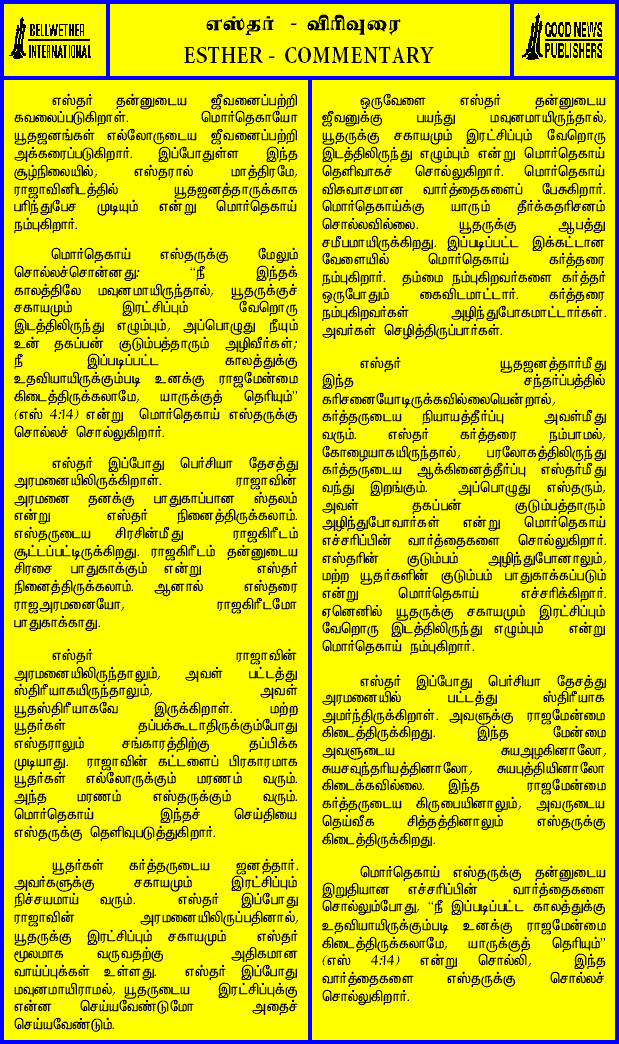 BELLWETHER
INTERNATIONAL
எஸ்தர் - விரிவுரை
ESTHER - COMMENTARY
GOOD NEWS
PUBLISHERS
எஸ்தர் தன்னுடைய ஜீவனைப்பற்றி
கவலைப்படுகிறாள். மொர்தெகாயோ
யூதஜனங்கள் எல்லோருடைய ஜீவனைப்பற்றி
அக்கரைப்படுகிறார். இப்போதுள்ள இந்த
சூழ்நிலையில், எஸ்தரால் மாத்திரமே,
ராஜாவினிடத்தில் யூதஜனத்தாருக்காக
பரிந்துபேச முடியும் என்று மொர்தெகாய்
நம்புகிறார்.
மொர்தெகாய் எஸ்தருக்கு மேலும்
சொல்லச்சொன்னது: "நீ இந்தக்
காலத்திலே மவுனமாயிருந்தால், யூதருக்குச்
சகாயமும் இரட்சிப்பும் வேறொரு
இடத்திலிருந்து எழும்பும், அப்பொழுது நீயும்
உன் தகப்பன் குடும்பத்தாரும் அழிவீர்கள்;
நீ இப்படிப்பட்ட காலத்துக்கு
உதவியாயிருக்கும்படி உனக்கு ராஜமேன்மை
கிடைத்திருக்கலாமே, யாருக்குத் தெரியும்"
(எஸ் 4:14) என்று மொர்தெகாய் எஸ்தருக்கு
சொல்லச் சொல்லுகிறார்.
எஸ்தர் இப்போது பெர்சியா தேசத்து
அரமனையிலிருக்கிறாள். ராஜாவின்
அரமனை தனக்கு பாதுகாப்பான ஸ்தலம்
என்று எஸ்தர் நினைத்திருக்கலாம்.
எஸ்தருடைய சிரசின்மீது ராஜகிரீடம்
சூட்டப்பட்டிருக்கிறது. ராஜகிரீடம் தன்னுடைய
சிரசை பாதுகாக்கும் என்று எஸ்தர்
நினைத்திருக்கலாம். ஆனால் எஸ்தரை
ராஜஅரமனையோ, ராஜகிரீடமோ
பாதுகாக்காது.
எஸ்தர் ராஜாவின்
அரமனையிலிருந்தாலும், அவள் பட்டத்து
ஸ்திரீயாகயிருந்தாலும், அவள்
யூதஸ்திரீயாகவே இருக்கிறாள். மற்ற
யூதர்கள் தப்பக்கூடாதிருக்கும்போது
எஸ்தராலும் சங்காரத்திற்கு தப்பிக்க
முடியாது. ராஜாவின் கட்டளைப் பிரகாரமாக
யூதர்கள் எல்லோருக்கும் மரணம் வரும்.
அந்த மரணம் எஸ்தருக்கும் வரும்.
மொர்தெகாய் இந்தச் செய்தியை
எஸ்தருக்கு தெளிவுபடுத்துகிறார்.
யூதர்கள் கர்த்தருடைய ஜனத்தார்.
அவர்களுக்கு சகாயமும் இரட்சிப்பும்
நிச்சயமாய் வரும். எஸ்தர் இப்போது
ராஜாவின் அரமனையிலிருப்பதினால்,
யூதருக்கு இரட்சிப்பும் சகாயமும் எஸ்தர்
மூலமாக வருவதற்கு அதிகமான
வாய்ப்புக்கள் உள்ளது. எஸ்தர் இப்போது
மவுனமாயிராமல், யூதருடைய இரட்சிப்புக்கு
என்ன செய்யவேண்டுமோ அதைச்
செய்யவேண்டும்.
ஒருவேளை எஸ்தர் தன்னுடைய
ஜீவனுக்கு பயந்து மவுனமாயிருந்தால்,
யூதருக்கு சகாயமும் இரட்சிப்பும் வேறொரு
இடத்திலிருந்து எழும்பும் என்று மொர்தெகாய்
தெளிவாகச் சொல்லுகிறார். மொர்தெகாய்
விசுவாசமான வார்த்தைகளைப் பேசுகிறார்.
மொர்தெகாய்க்கு யாரும் தீர்க்கதரிசனம்
சொல்லவில்லை. யூதருக்கு ஆபத்து
சமீபமாயிருக்கிறது. இப்படிப்பட்ட இக்கட்டான
வேளையில் மொர்தெகாய் கர்த்தரை
நம்புகிறார். தம்மை நம்புகிறவர்களை கர்த்தர்
ஒருபோதும் கைவிடமாட்டார். கர்த்தரை
நம்புகிறவர்கள் அழிந்துபோகமாட்டார்கள்.
அவர்கள் செழித்திருப்பார்கள்.
எஸ்தர் யூதஜனத்தார்மீது
இந்த சந்தர்ப்பத்தில்
கரிசனையோடிருக்கவில்லையென்றால்,
கர்த்தருடைய நியாயத்தீர்ப்பு அவள்மீது
வரும். எஸ்தர் கர்த்தரை நம்பாமல்,
கோழையாகயிருந்தால், பரலோகத்திலிருந்து
கர்த்தருடைய ஆக்கினைத்தீர்ப்பு எஸ்தர்மீது
வந்து இறங்கும். அப்பொழுது எஸ்தரும்,
அவள் தகப்பன் குடும்பத்தாரும்
அழிந்துபோவார்கள் என்று மொர்தெகாய்
எச்சரிப்பின் வார்த்தைகளை சொல்லுகிறார்.
எஸ்தரின் குடும்பம் அழிந்துபோனாலும்,
மற்ற யூதர்களின் குடும்பம் பாதுகாக்கப்படும்
என்று மொர்தெகாய் எச்சரிக்கிறார்.
ஏனெனில் யூதருக்கு சகாயமும் இரட்சிப்பும்
வேறொரு இடத்திலிருந்து எழும்பும் என்று
மொர்தெகாய் நம்புகிறார்.
எஸ்தர் இப்போது பெர்சியா தேசத்து
அரமனையில் பட்டத்து ஸ்திரீயாக
அமர்ந்திருக்கிறாள். அவளுக்கு ராஜமேன்மை
கிடைத்திருக்கிறது. இந்த மேன்மை
அவளுடைய சுயஅழகினாலோ,
சுயசவுந்தரியத்தினாலோ, சுயபுத்தியினாலோ
கிடைக்கவில்லை. இந்த ராஜமேன்மை
கர்த்தருடைய கிருபையினாலும், அவருடைய
தெய்வீக சித்தத்தினாலும் எஸ்தருக்கு
கிடைத்திருக்கிறது.
மொர்தெகாய் எஸ்தருக்கு தன்னுடைய
இறுதியான எச்சரிப்பின் வார்த்தைகளை
சொல்லும்போது, "நீ இப்படிப்பட்ட காலத்துக்கு
உதவியாயிருக்கும்படி உனக்கு ராஜமேன்மை
கிடைத்திருக்கலாமே, யாருக்குத் தெரியும்"
(எஸ் 4:14) என்று சொல்லி, இந்த
வார்த்தைகளை எஸ்தருக்கு சொல்லச்
சொல்லுகிறார்.